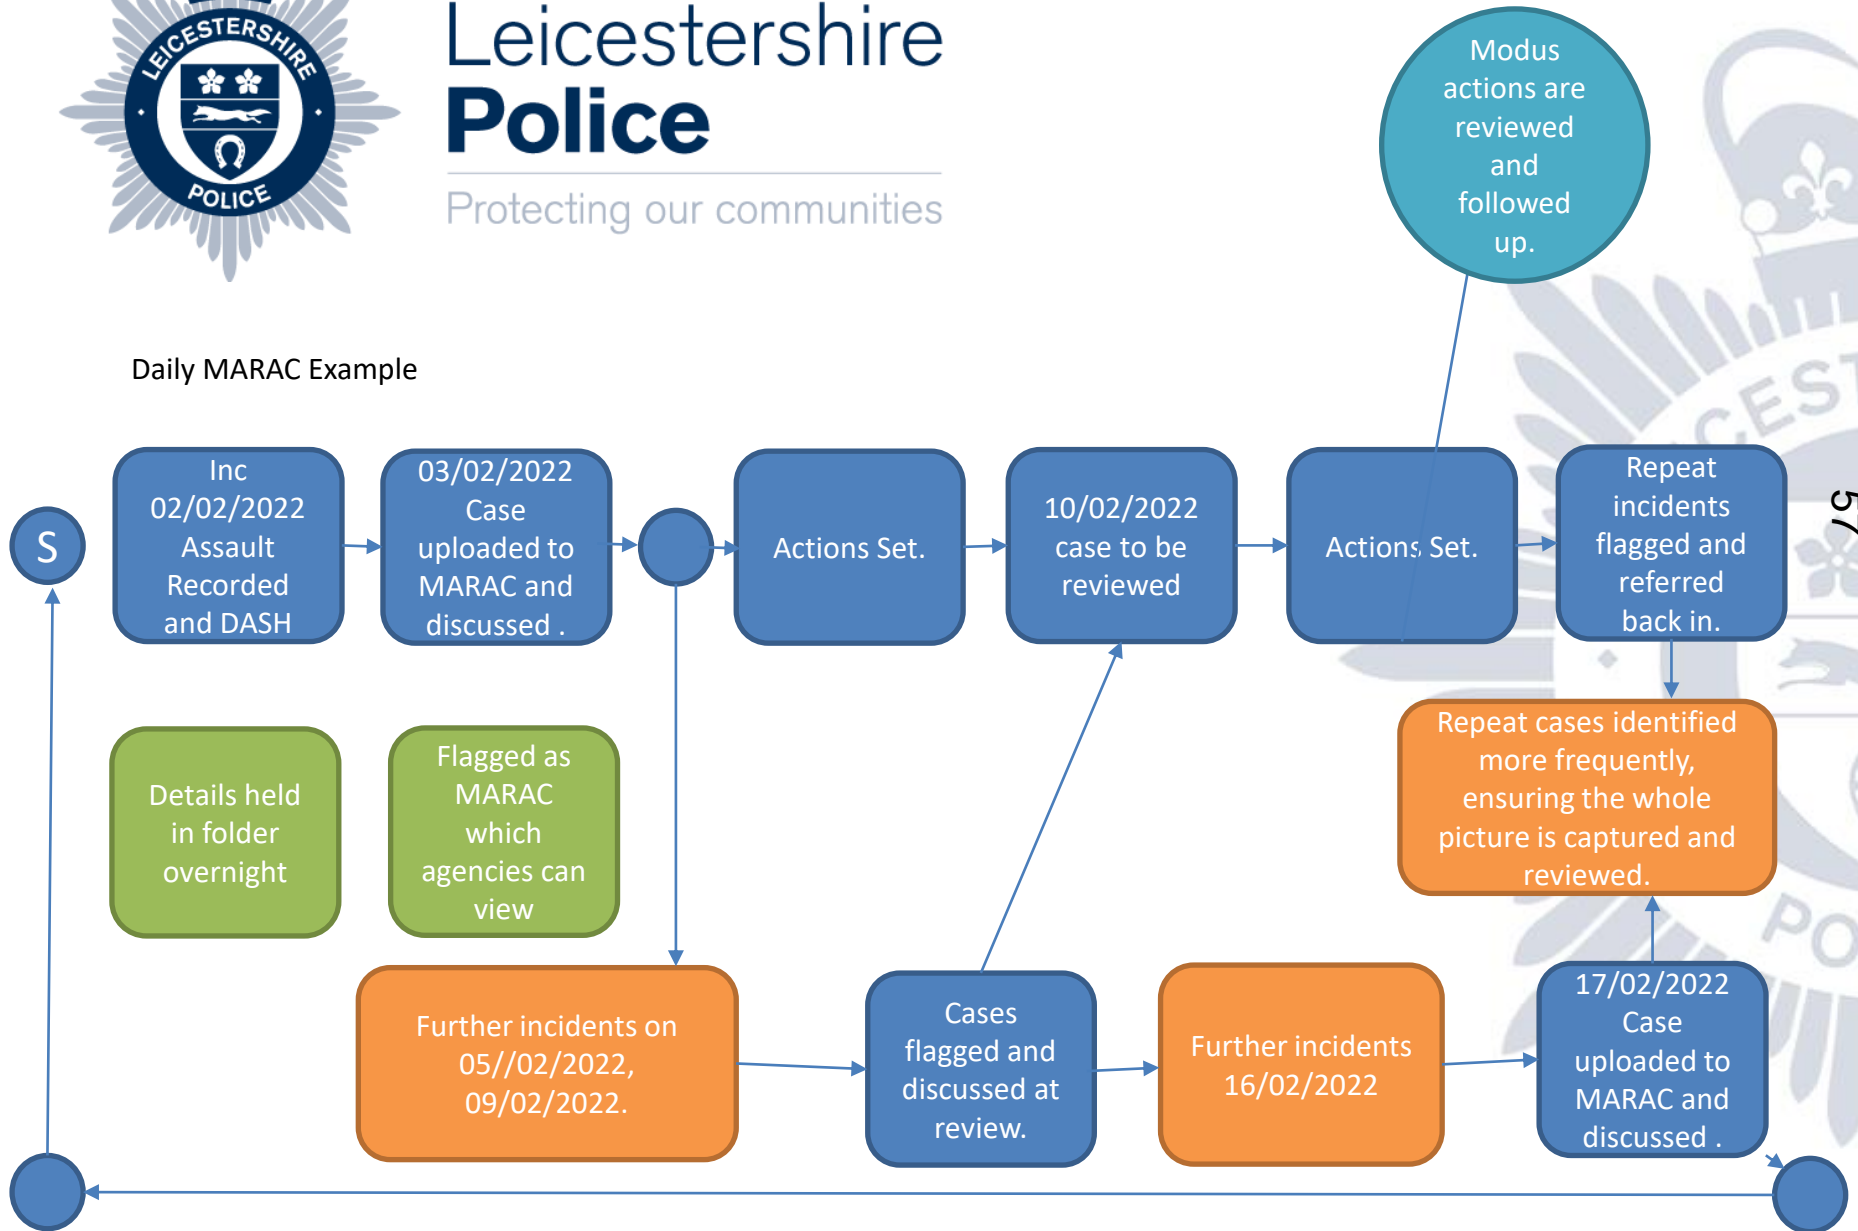 LEICESTERSHIRE
POLICE
Leicestershire
Police
Protecting our communities
Modus
actions are
reviewed
and
followed
up.
Daily MARAC Example
S
Inc
02/02/2022
Assault
Recorded
and DASH
03/02/2022
Case
uploaded to
MARAC and
discussed .
Actions Set.
10/02/2022
case to be
reviewed
Actions Set.
Repeat
incidents
flagged and
referred
back in.
57
Details held
in folder
overnight
Flagged as
MARAC
which
agencies can
view
Repeat cases identified
more frequently,
ensuring the whole
picture is captured and
reviewed.
Further incidents on
05//02/2022,
09/02/2022.
Cases
flagged and
discussed at
review.
Further incidents
16/02/2022
17/02/2022
Case
uploaded to
MARAC and
discussed .
CEST
PO